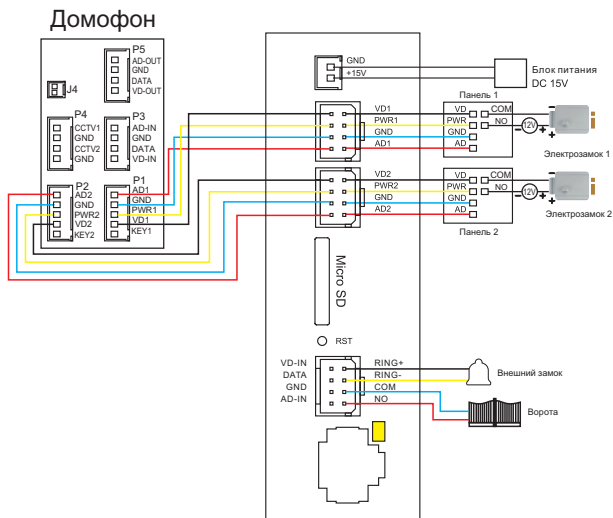 Домофон
P5
AD-OUT
GND
DATA
VD-OUT
J4
P4
CCTV1
GND
CCTV2
GND
P3
AD-IN
GND
DATA
VD-IN
P2
AD2
GND
PWR2
VD2
KEY2
P1
AD1
GND
PWR1
VD1
KEY1
GND
+15V
Блок питания
DC 15V
VD1
PWR1
GND
AD1
Панель 1
VD
PWR
GND
AD
COM
NO
12V
- +
+
-
Электрозамок 1
VD2
PWR2
GND
AD2
VD
PWR
GND
AD
COM
NO
Панель 2
12V
- +
+
-
Электрозамок 2
Micro SD
RST
VD-IN
DATA
GND
AD-IN
RING+
RING-
COM
NO
Внешний замок
Ворота